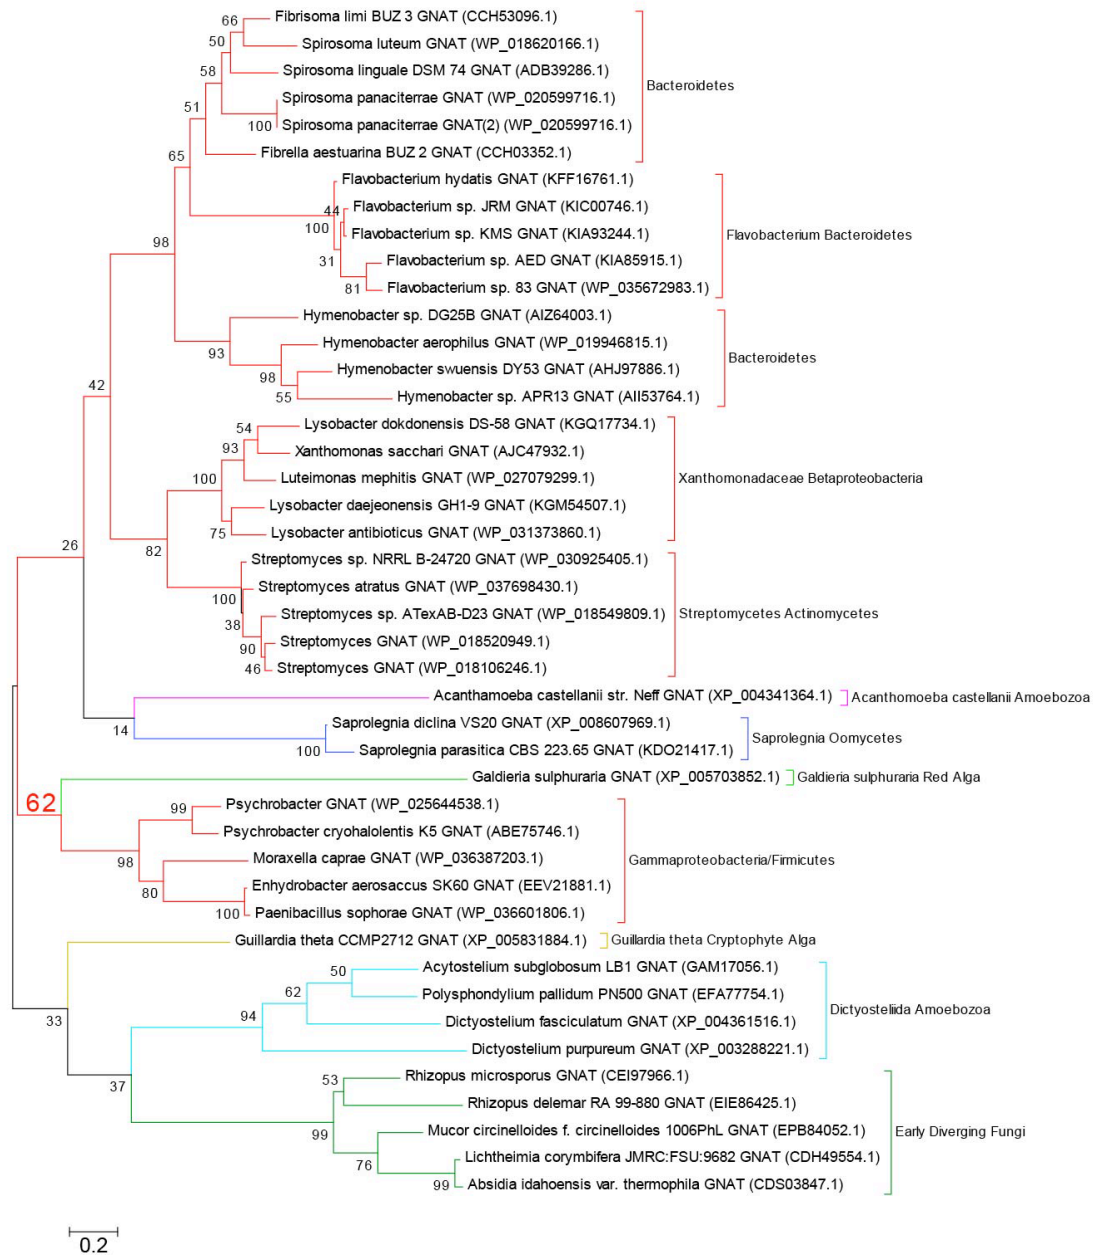 Fibrisoma limi BUZ 3 GNAT (CCH53096.1)
66
50
Spirosoma luteum GNAT (WP_018620166.1)
58
Spirosoma linguale DSM 74 GNAT (ADB39286.1)
Bacteroidetes
Spirosoma panaciterrae GNAT (WP_020599716.1)
51
100
Spirosoma panaciterrae GNAT(2) (WP_020599716.1)
65
Fibrella aestuarina BUZ 2 GNAT (CCH03352.1)
Flavobacterium hydatis GNAT (KFF16761.1)
44
Flavobacterium sp. JRM GNAT (KIC00746.1)
100
98
Flavobacterium sp. KMS GNAT (KIA93244.1)
Flavobacterium Bacteroidetes
31
Flavobacterium sp. AED GNAT (KIA85915.1)
81
Flavobacterium sp. 83 GNAT (WP_035672983.1)
Hymenobacter sp. DG25B GNAT (AIZ64003.1)
93
Hymenobacter aerophilus GNAT (WP_019946815.1)
Bacteroidetes
98
Hymenobacter swuensis DY53 GNAT (AHJ97886.1)
42
55
Hymenobacter sp. APR13 GNAT (AII53764.1)
54
Lysobacter dokdonensis DS-58 GNAT (KGQ17734.1)
93
Xanthomonas sacchari GNAT (AJC47932.1)
100
Luteimonas mephitis GNAT (WP_027079299.1)
Xanthomonadaceae Betaproteobacteria
Lysobacter daejeonensis GH1-9 GNAT (KGM54507.1)
75
Lysobacter antibioticus GNAT (WP_031373860.1)
26
82
Streptomyces sp. NRRL B-24720 GNAT (WP_030925405.1)
Streptomyces atratus GNAT (WP_037698430.1)
100
Streptomyces sp. ATexAB-D23 GNAT (WP_018549809.1)
Streptomycetes Actinomycetes
38
Streptomyces GNAT (WP_018520949.1)
90
46
Streptomyces GNAT (WP_018106246.1)
Acanthamoeba castellanii str. Neff GNAT (XP_004341364.1)
Acanthomoeba castellanii Amoebozoa
14
Saprolegnia diclina VS20 GNAT (XP_008607969.1)
Saprolegnia Oomycetes
100
Saprolegnia parasitica CBS 223.65 GNAT (KDO21417.1)
Galdieria sulphuraria GNAT (XP_005703852.1)
Galdieria sulphuraria Red Alga
62
99
Psychrobacter GNAT (WP_025644538.1)
Psychrobacter cryohalolentis K5 GNAT (ABE75746.1)
98
Moraxella caprae GNAT (WP_036387203.1)
Gammaproteobacteria/Firmicutes
80
Enhydrobacter aerosaccus SK60 GNAT (EEV21881.1)
100
Paenibacillus sophorae GNAT (WP_036601806.1)
Guillardia theta CCMP2712 GNAT (XP_005831884.1)
Guillardia theta Cryptophyte Alga
50
Acytostelium subglobosum LB1 GNAT (GAM17056.1)
62
Polysphondylium pallidum PN500 GNAT (EFA77754.1)
33
94
Dictyostelium fasciculatum GNAT (XP_004361516.1)
Dictyosteliida Amoebozoa
Dictyostelium purpureum GNAT (XP_003288221.1)
37
53
Rhizopus microsporus GNAT (CEI97966.1)
Rhizopus delemar RA 99-880 GNAT (EIE86425.1)
99
Mucor circinelloides f. circinelloides 1006PhL GNAT (EPB84052.1)
Early Diverging Fungi
76
Lichtheimia corymbifera JMRC:FSU:9682 GNAT (CDH49554.1)
99
Absidia idahoensis var. thermophila GNAT (CDS03847.1)
0.2